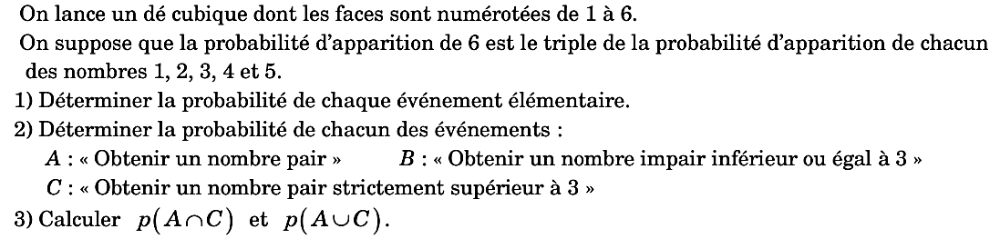 On lance un dé cubique dont les faces sont numérotées de 1 à 6.
On suppose que la probabilité d'apparition de 6 est le triple de la probabilité d'apparition de chacun
des nombres 1, 2, 3, 4 et 5.
1) Déterminer la probabilité de chaque événement élémentaire.
2) Déterminer la probabilité de chacun des événements :
A : « Obtenir un nombre pair » B : « Obtenir un nombre impair inférieur ou égal à 3 »
C : « Obtenir un nombre pair strictement supérieur à 3 »
3) Calculer p(A∩C) et p(A∪C).